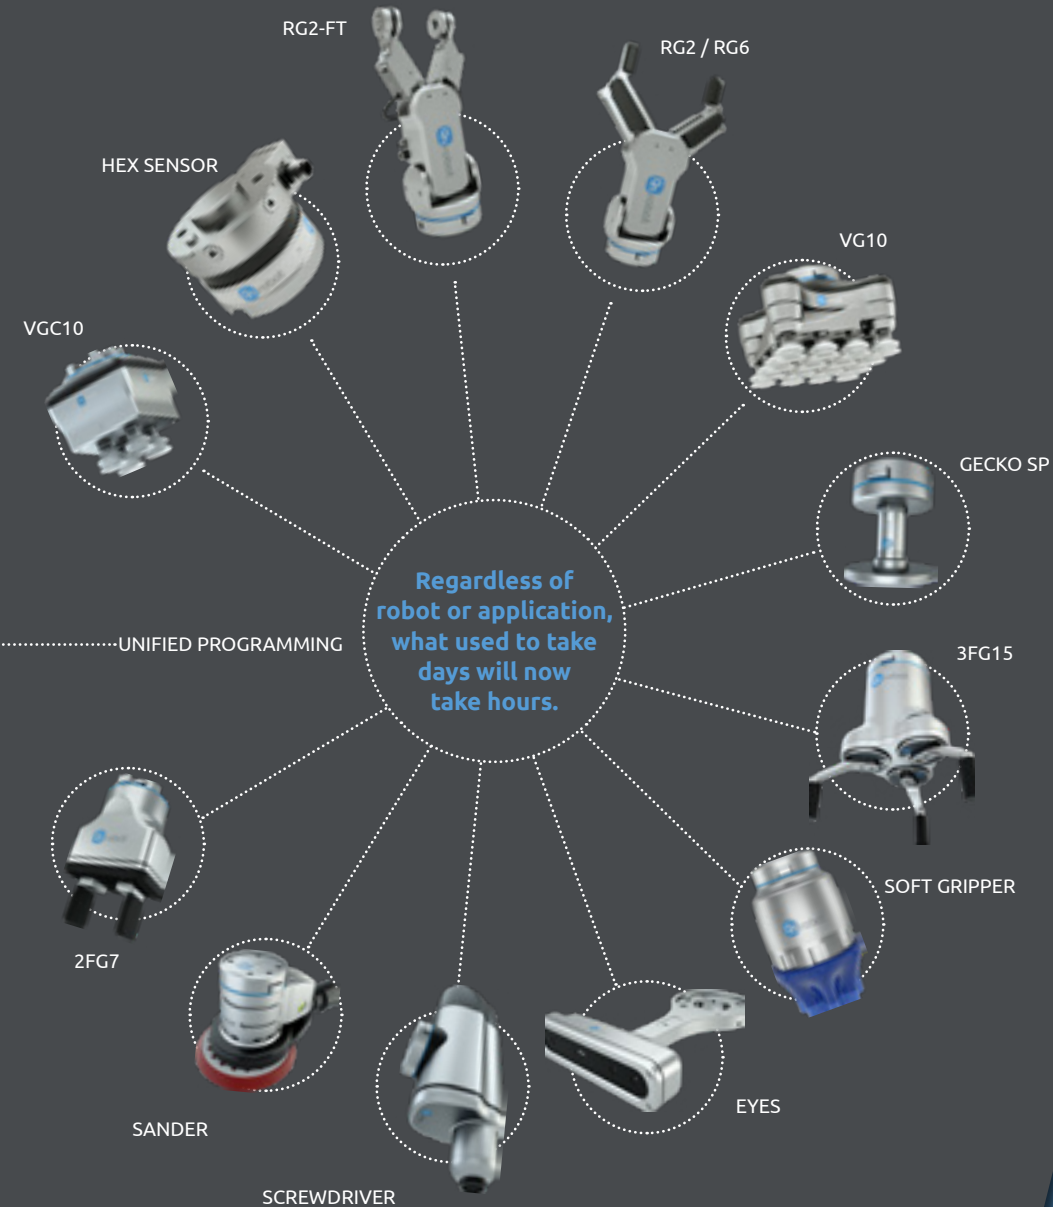 RG2-FT
RG2 / RG6
HEX SENSOR
VG10
VGC10
GECKO SP
Regardless of
robot or application,
what used to take
days will now
take hours.
UNIFIED PROGRAMMING
3FG15
SOFT GRIPPER
2FG7
EYES
SANDER
SCREWDRIVER